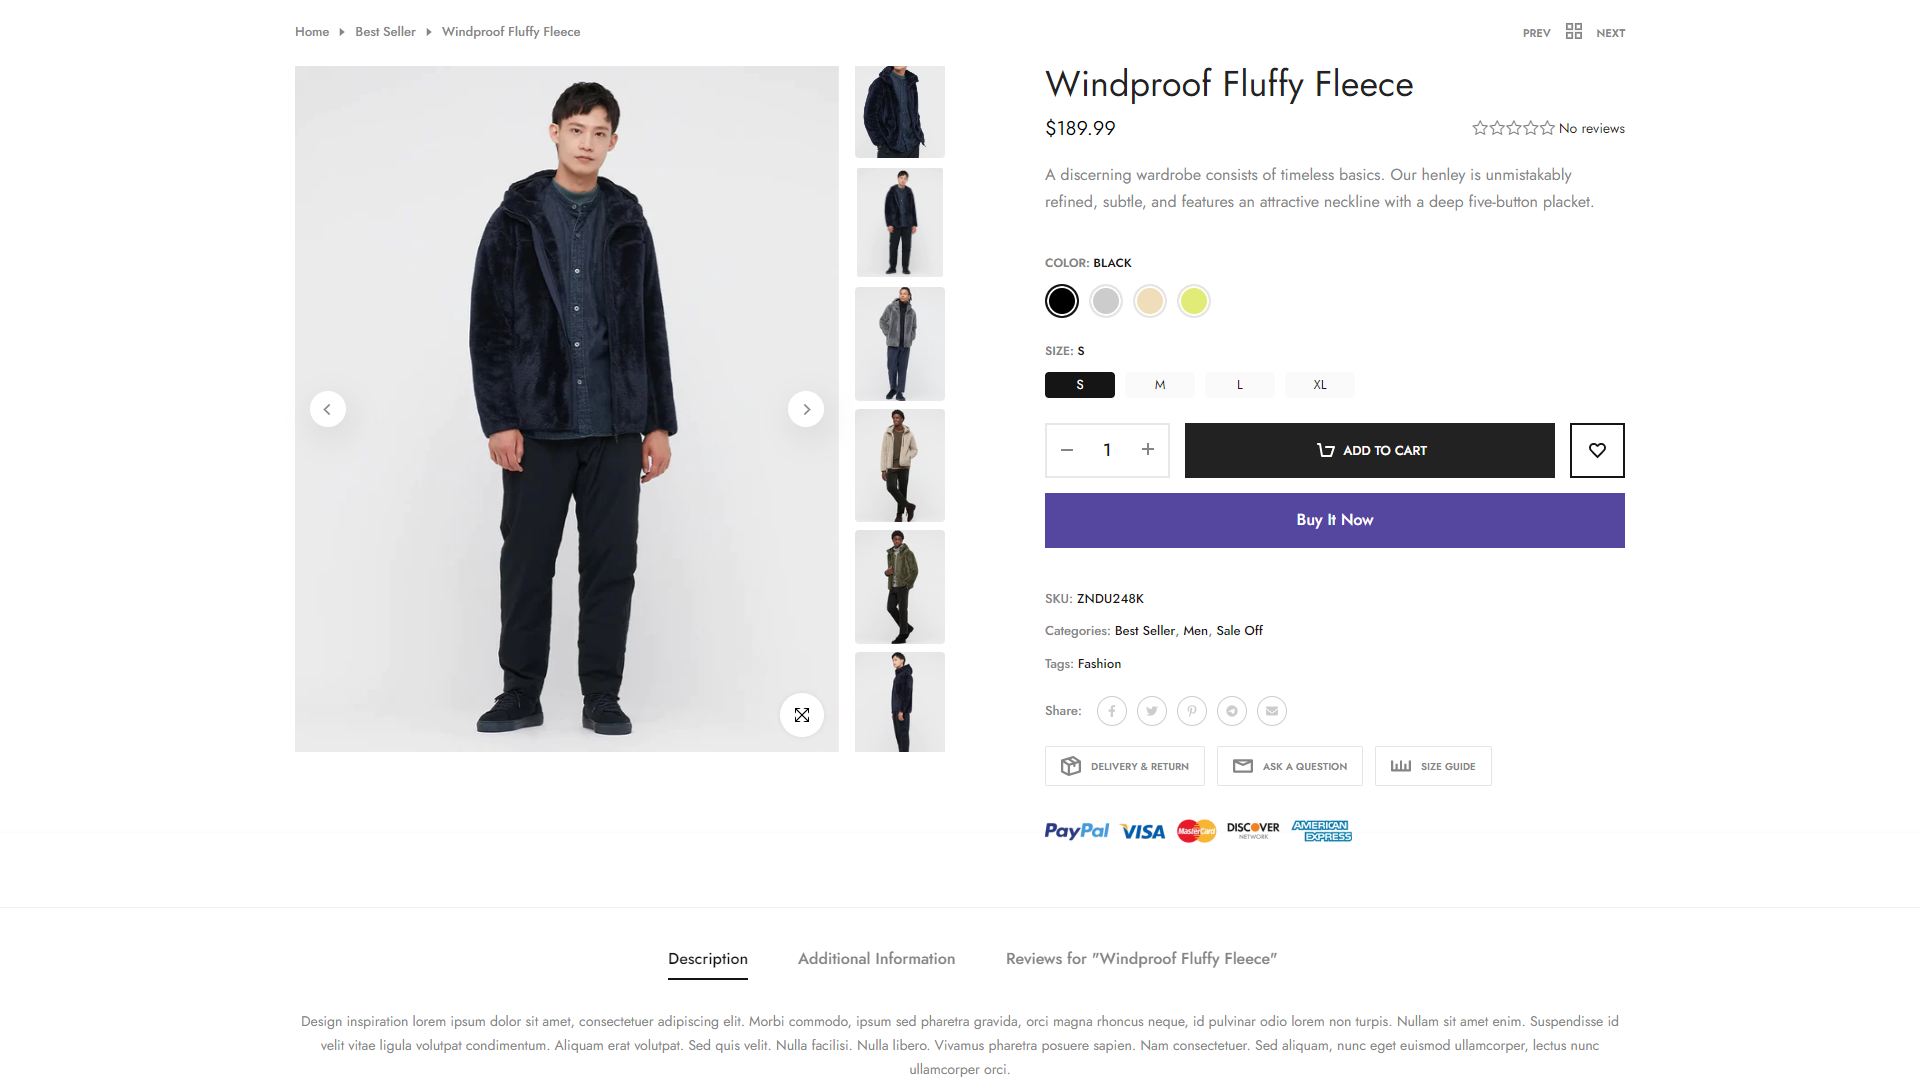 Home Best Seller Windproof Fluffy Fleece
PREV NEXT
Windproof Fluffy Fleece
$189.99
No reviews
A discerning wardrobe consists of timeless basics. Our henley is unmistakably
refined, subtle, and features an attractive neckline with a deep five-button placket.
COLOR: BLACK
SIZE: S
S M L XL
1
ADD TO CART
Buy It Now
SKU: ZNDU248K
Categories: Best Seller, Men, Sale Off
Tags: Fashion
Share:
DELIVERY & RETURN ASK A QUESTION SIZE GUIDE
PayPal VISA MasterCard DISCOVER NETWORK AMERICAN EXPRESS
Description Additional Information Reviews for "Windproof Fluffy Fleece"
Design inspiration lorem ipsum dolor sit amet, consectetuer adipiscing elit. Morbi commodo, ipsum sed pharetra gravida, orci magna rhoncus neque, id pulvinar odio lorem non turpis. Nullam sit amet enim. Suspendisse id
velit vitae ligula volutpat condimentum. Aliquam erat volutpat. Sed quis velit. Nulla facilisi. Nulla libero. Vivamus pharetra posuere sapien. Nam consectetuer. Sed aliquam, nunc eget euismod ullamcorper, lectus nunc
ullamcorper orci.